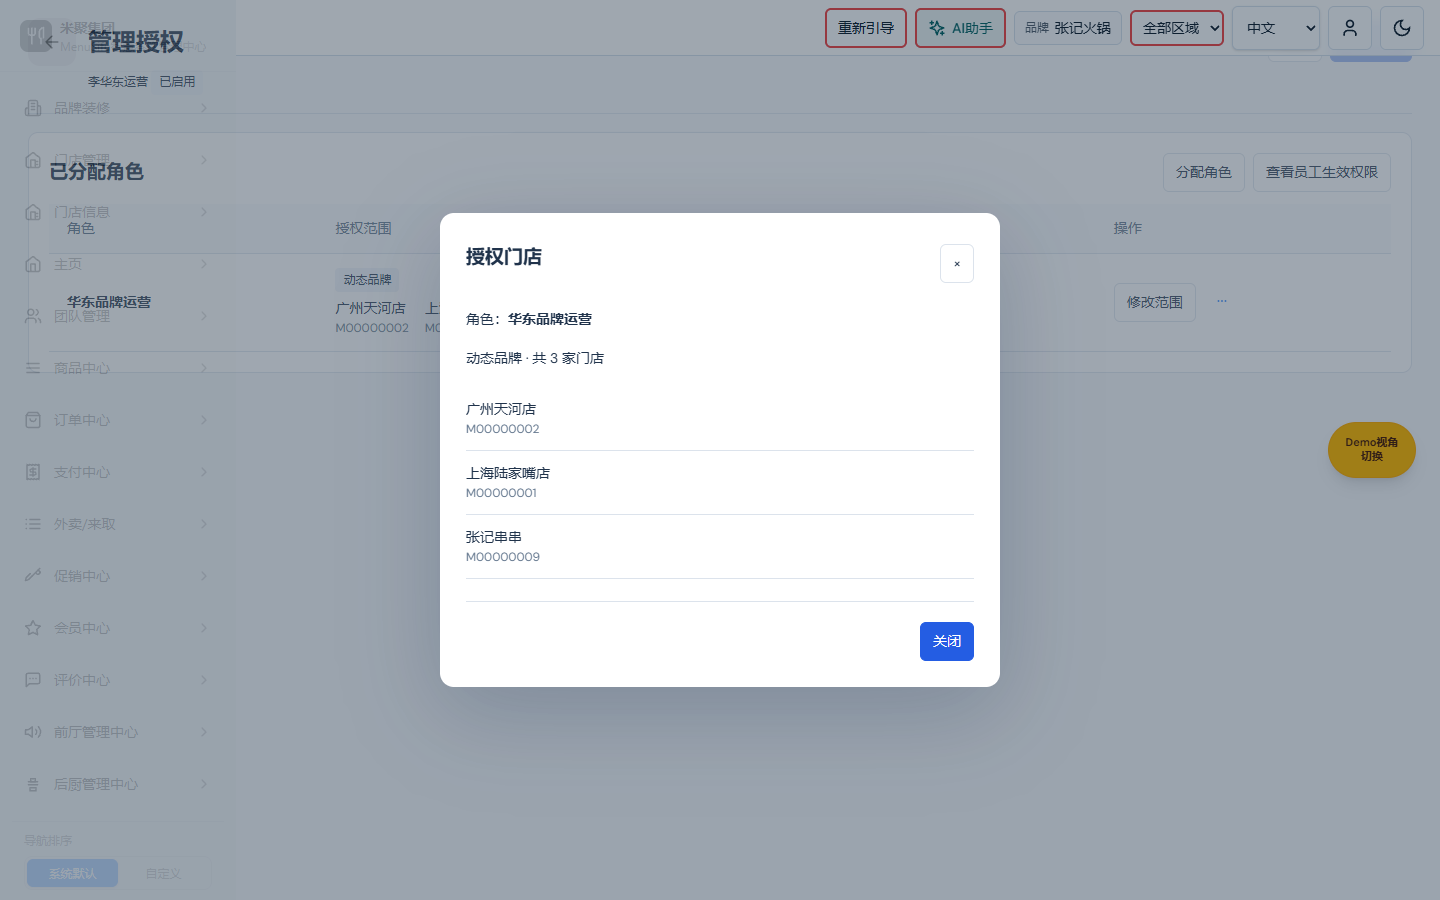 米聚集团
管理授权
重新引导
AI助手
品牌 张记火锅
全部区域
中文
李华东运营 已启用
品牌装修
门店管理
已分配角色
分配角色
查看员工生效权限
门店信息
角色
授权范围
操作
主页
动态品牌
华东品牌运营
广州天河店
M00000002
修改范围
...
团队管理
商品中心
订单中心
支付中心
外卖/来取
促销中心
会员中心
评价中心
前厅管理中心
后厨管理中心
导航排序
系统默认
自定义
授权门店
×
角色：华东品牌运营
动态品牌 · 共 3 家门店
广州天河店
M00000002
上海陆家嘴店
M00000001
张记串串
M00000009
关闭
Demo视角
切换